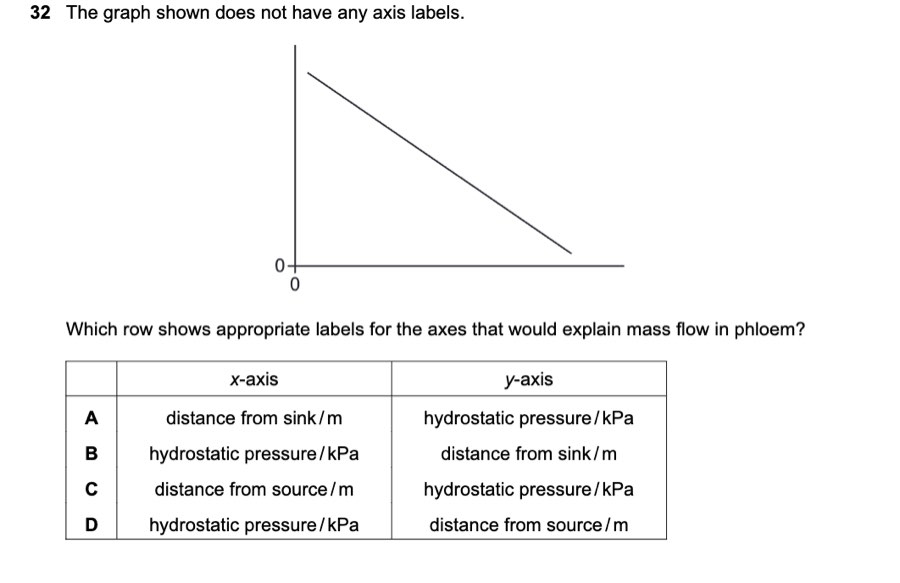 32 The graph shown does not have any axis labels.
0
0
Which row shows appropriate labels for the axes that would explain mass flow in phloem?
x-axis y-axis
A distance from sink/m hydrostatic pressure/kPa
B hydrostatic pressure/kPa distance from sink/m
C distance from source/m hydrostatic pressure/kPa
D hydrostatic pressure/kPa distance from source/m